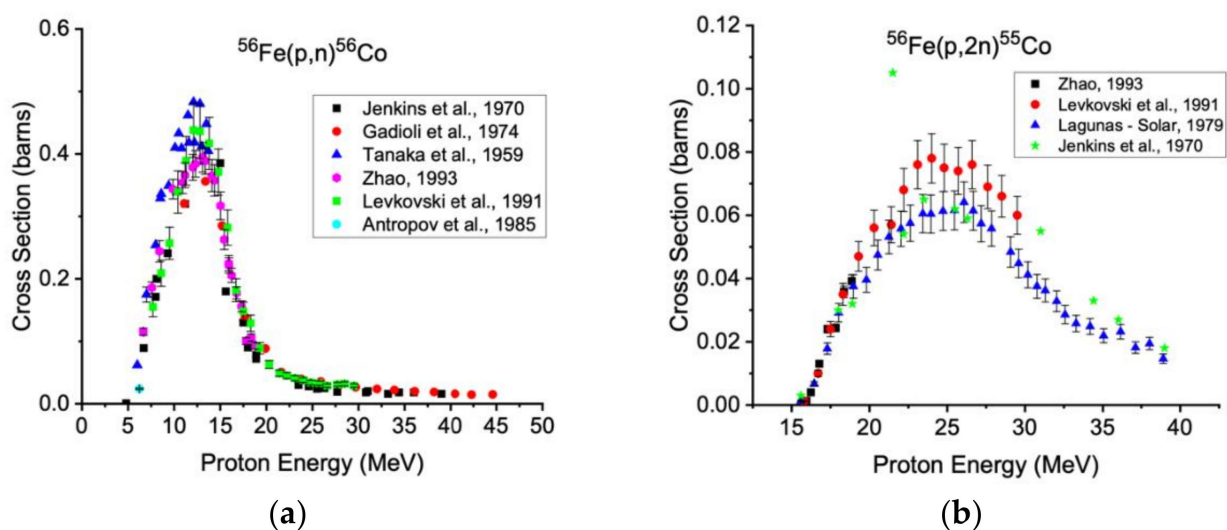 ⁵⁶Fe(p,n)⁵⁶Co
Jenkins et al., 1970
Gadioli et al., 1974
Tanaka et al., 1959
Zhao, 1993
Levkovski et al., 1991
Antropov et al., 1985
Cross Section (barns)
0.6
0.4
0.2
0.0
0 5 10 15 20 25 30 35 40 45 50
Proton Energy (MeV)
(a)
⁵⁶Fe(p,2n)⁵⁵Co
Zhao, 1993
Levkovski et al., 1991
Lagunas - Solar, 1979
Jenkins et al., 1970
Cross Section (barns)
0.12
0.10
0.08
0.06
0.04
0.02
0.00
15 20 25 30 35 40
Proton Energy (MeV)
(b)